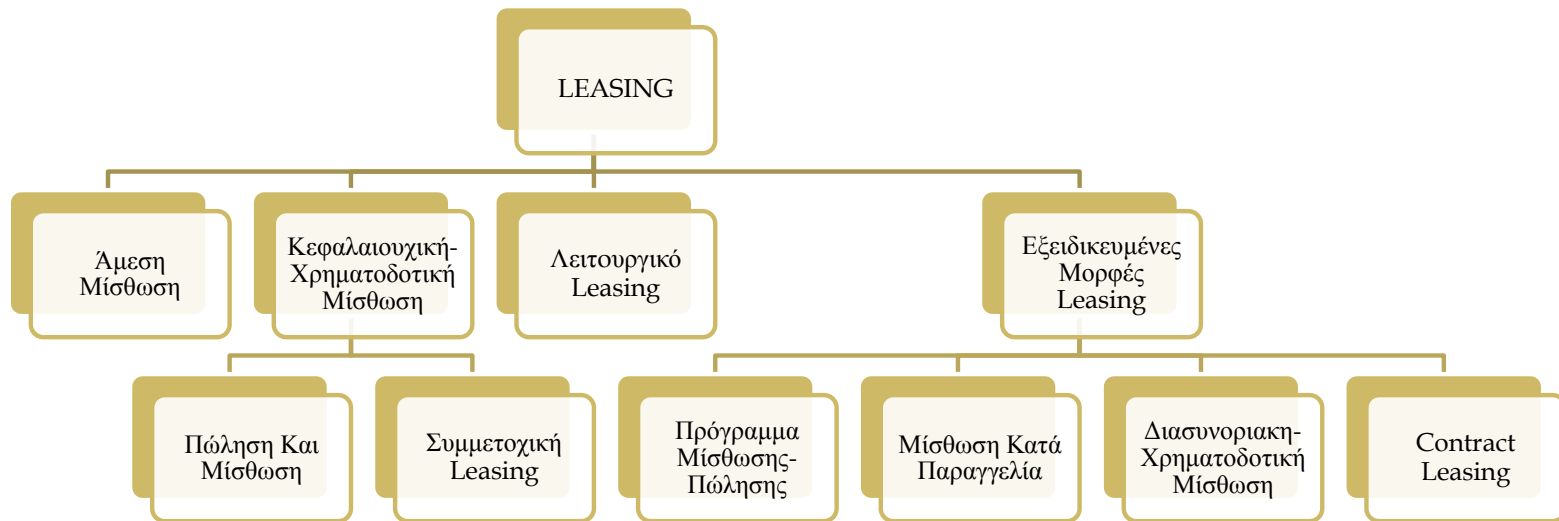 LEASING
Άμεση
Μίσθωση
Κεφαλαιουχική-
Χρηματοδοτική
Μίσθωση
Λειτουργικό
Leasing
Εξειδικευμένες
Μορφές
Leasing
Πώληση Και
Μίσθωση
Συμμετοχική
Leasing
Πρόγραμμα
Μίσθωσης-
Πώλησης
Μίσθωση Κατά
Παραγγελία
Διασυνοριακη-
Χρηματοδοτική
Μίσθωση
Contract
Leasing